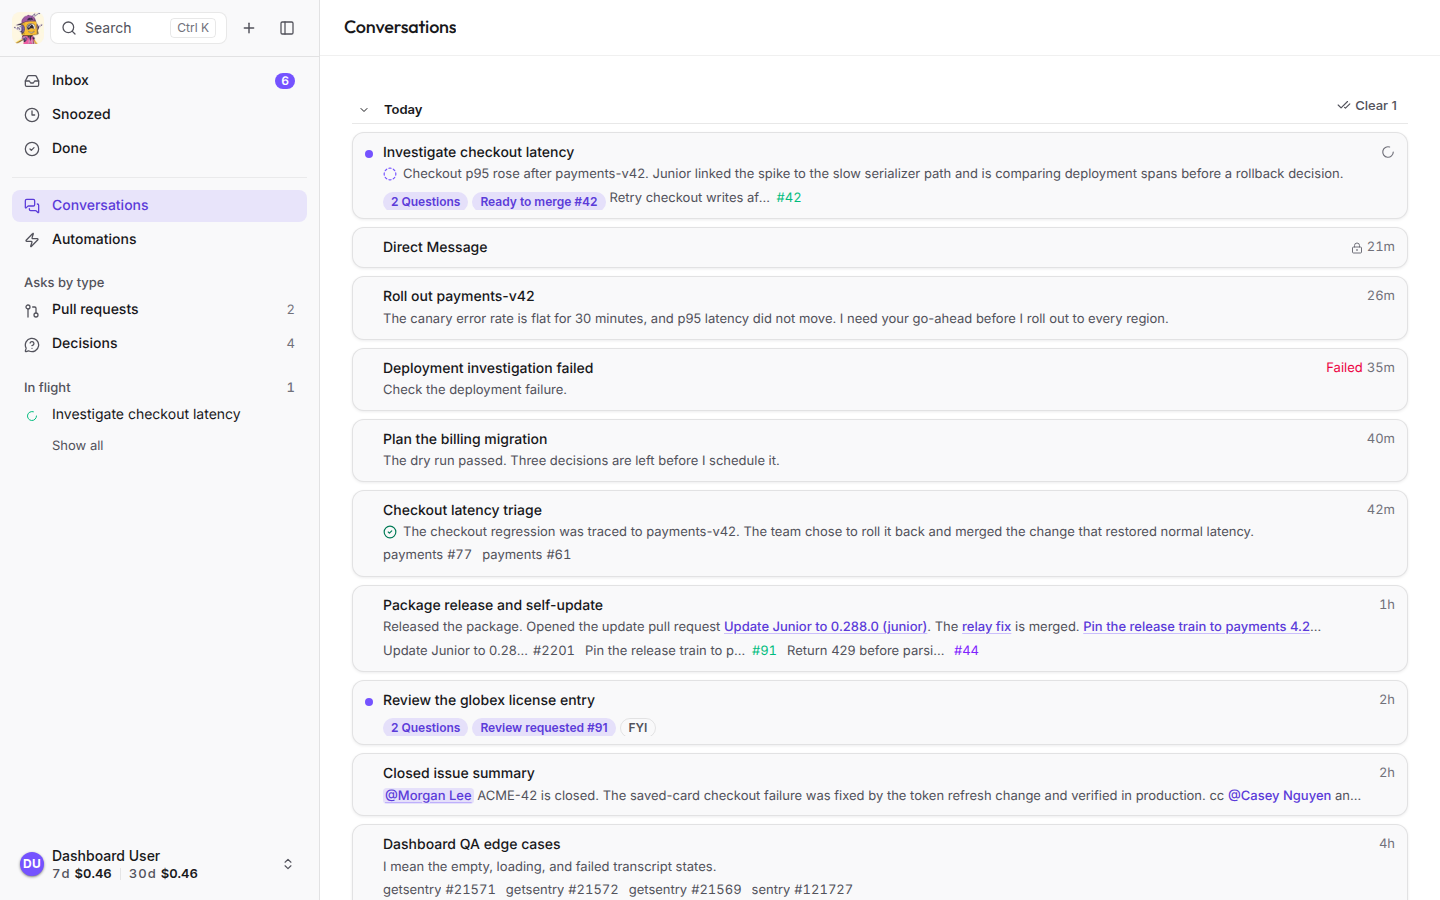 Search Ctrl K
Inbox 6
Snoozed
Done
Conversations
Automations
Asks by type
Pull requests 2
Decisions 4
In flight 1
Investigate checkout latency
Show all
DU Dashboard User
7d $0.46 30d $0.46
Conversations
Today Clear 1
Investigate checkout latency
Checkout p95 rose after payments-v42. Junior linked the spike to the slow serializer path and is comparing deployment spans before a rollback decision.
2 Questions Ready to merge #42 Retry checkout writes af... #42
Direct Message 21m
Roll out payments-v42 26m
The canary error rate is flat for 30 minutes, and p95 latency did not move. I need your go-ahead before I roll out to every region.
Deployment investigation failed Failed 35m
Check the deployment failure.
Plan the billing migration 40m
The dry run passed. Three decisions are left before I schedule it.
Checkout latency triage 42m
The checkout regression was traced to payments-v42. The team chose to roll it back and merged the change that restored normal latency.
payments #77 payments #61
Package release and self-update 1h
Released the package. Opened the update pull request Update Junior to 0.288.0 (junior). The relay fix is merged. Pin the release train to payments 4.2...
Update Junior to 0.28... #2201 Pin the release train to p... #91 Return 429 before parsi... #44
Review the globex license entry 2h
2 Questions Review requested #91 FYI
Closed issue summary 2h
@Morgan Lee ACME-42 is closed. The saved-card checkout failure was fixed by the token refresh change and verified in production. cc @Casey Nguyen an...
Dashboard QA edge cases 4h
I mean the empty, loading, and failed transcript states.
getsentry #21571 getsentry #21572 getsentry #21569 sentry #121727